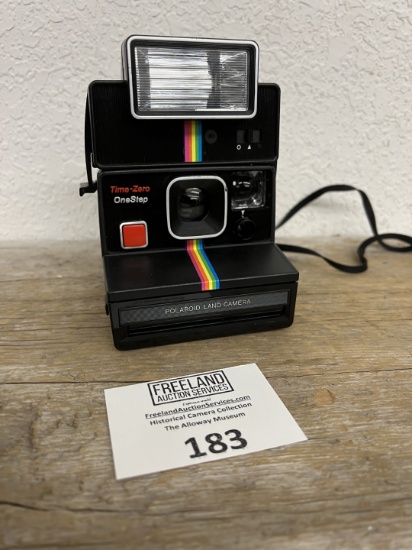 Time-Zero
OneStep
POLAROID LAND CAMERA
FREELAND
AUCTION SERVICES
FreelandAuctionServices.com
Historical Camera Collection
The Alloway Museum
183